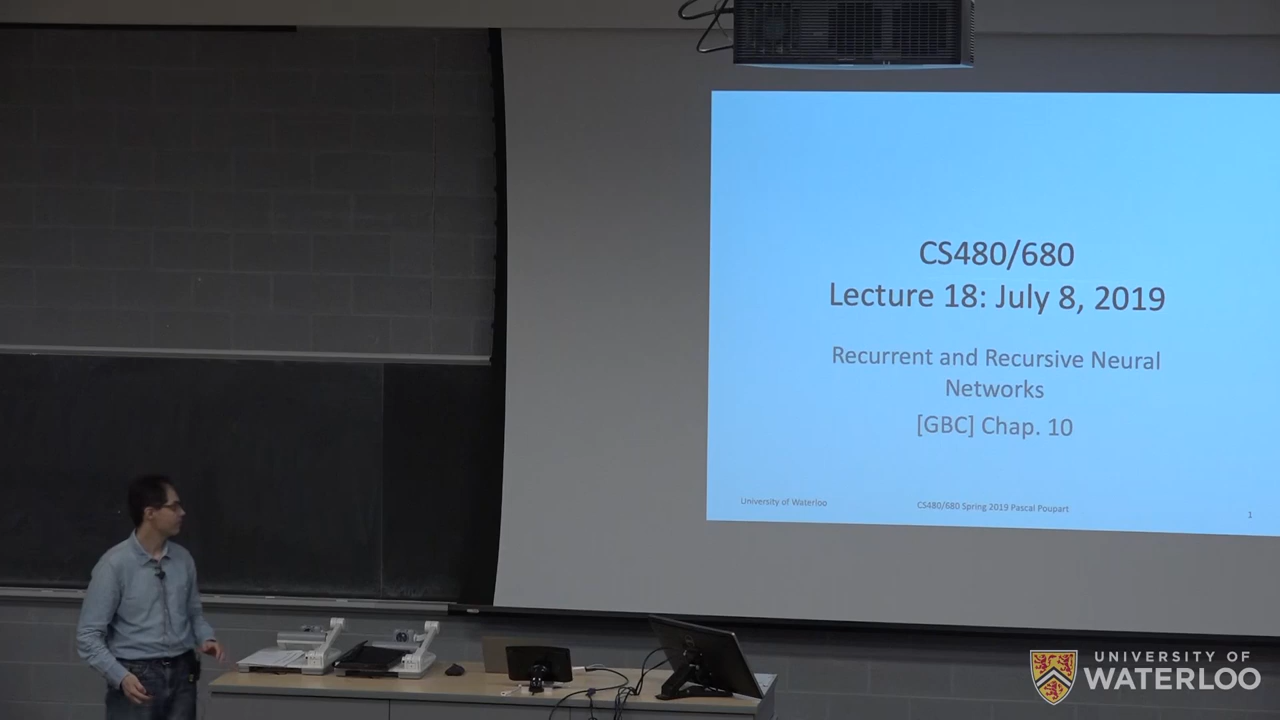 CS480/680
Lecture 18: July 8, 2019
Recurrent and Recursive Neural
Networks
[GBC] Chap. 10
University of Waterloo
CS480/680 Spring 2019 Pascal Poupart
1
UNIVERSITY OF
WATERLOO